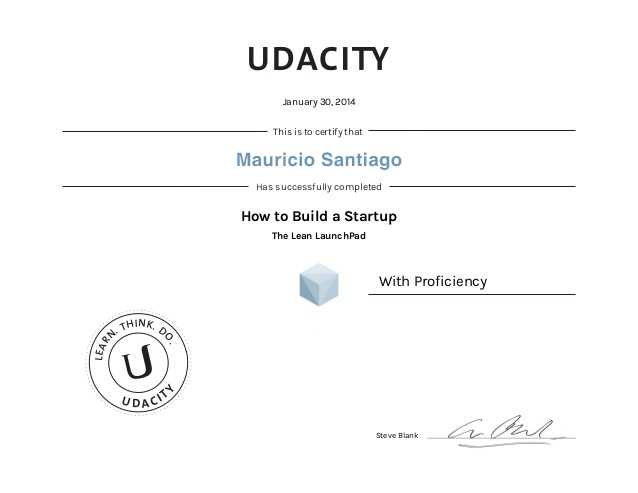 UDACITY
January 30, 2014
This is to certify that
Mauricio Santiago
Has successfully completed
How to Build a Startup
The Lean LaunchPad
With Proficiency
LEARN. THINK. DO.
U
UDACITY
Steve Blank